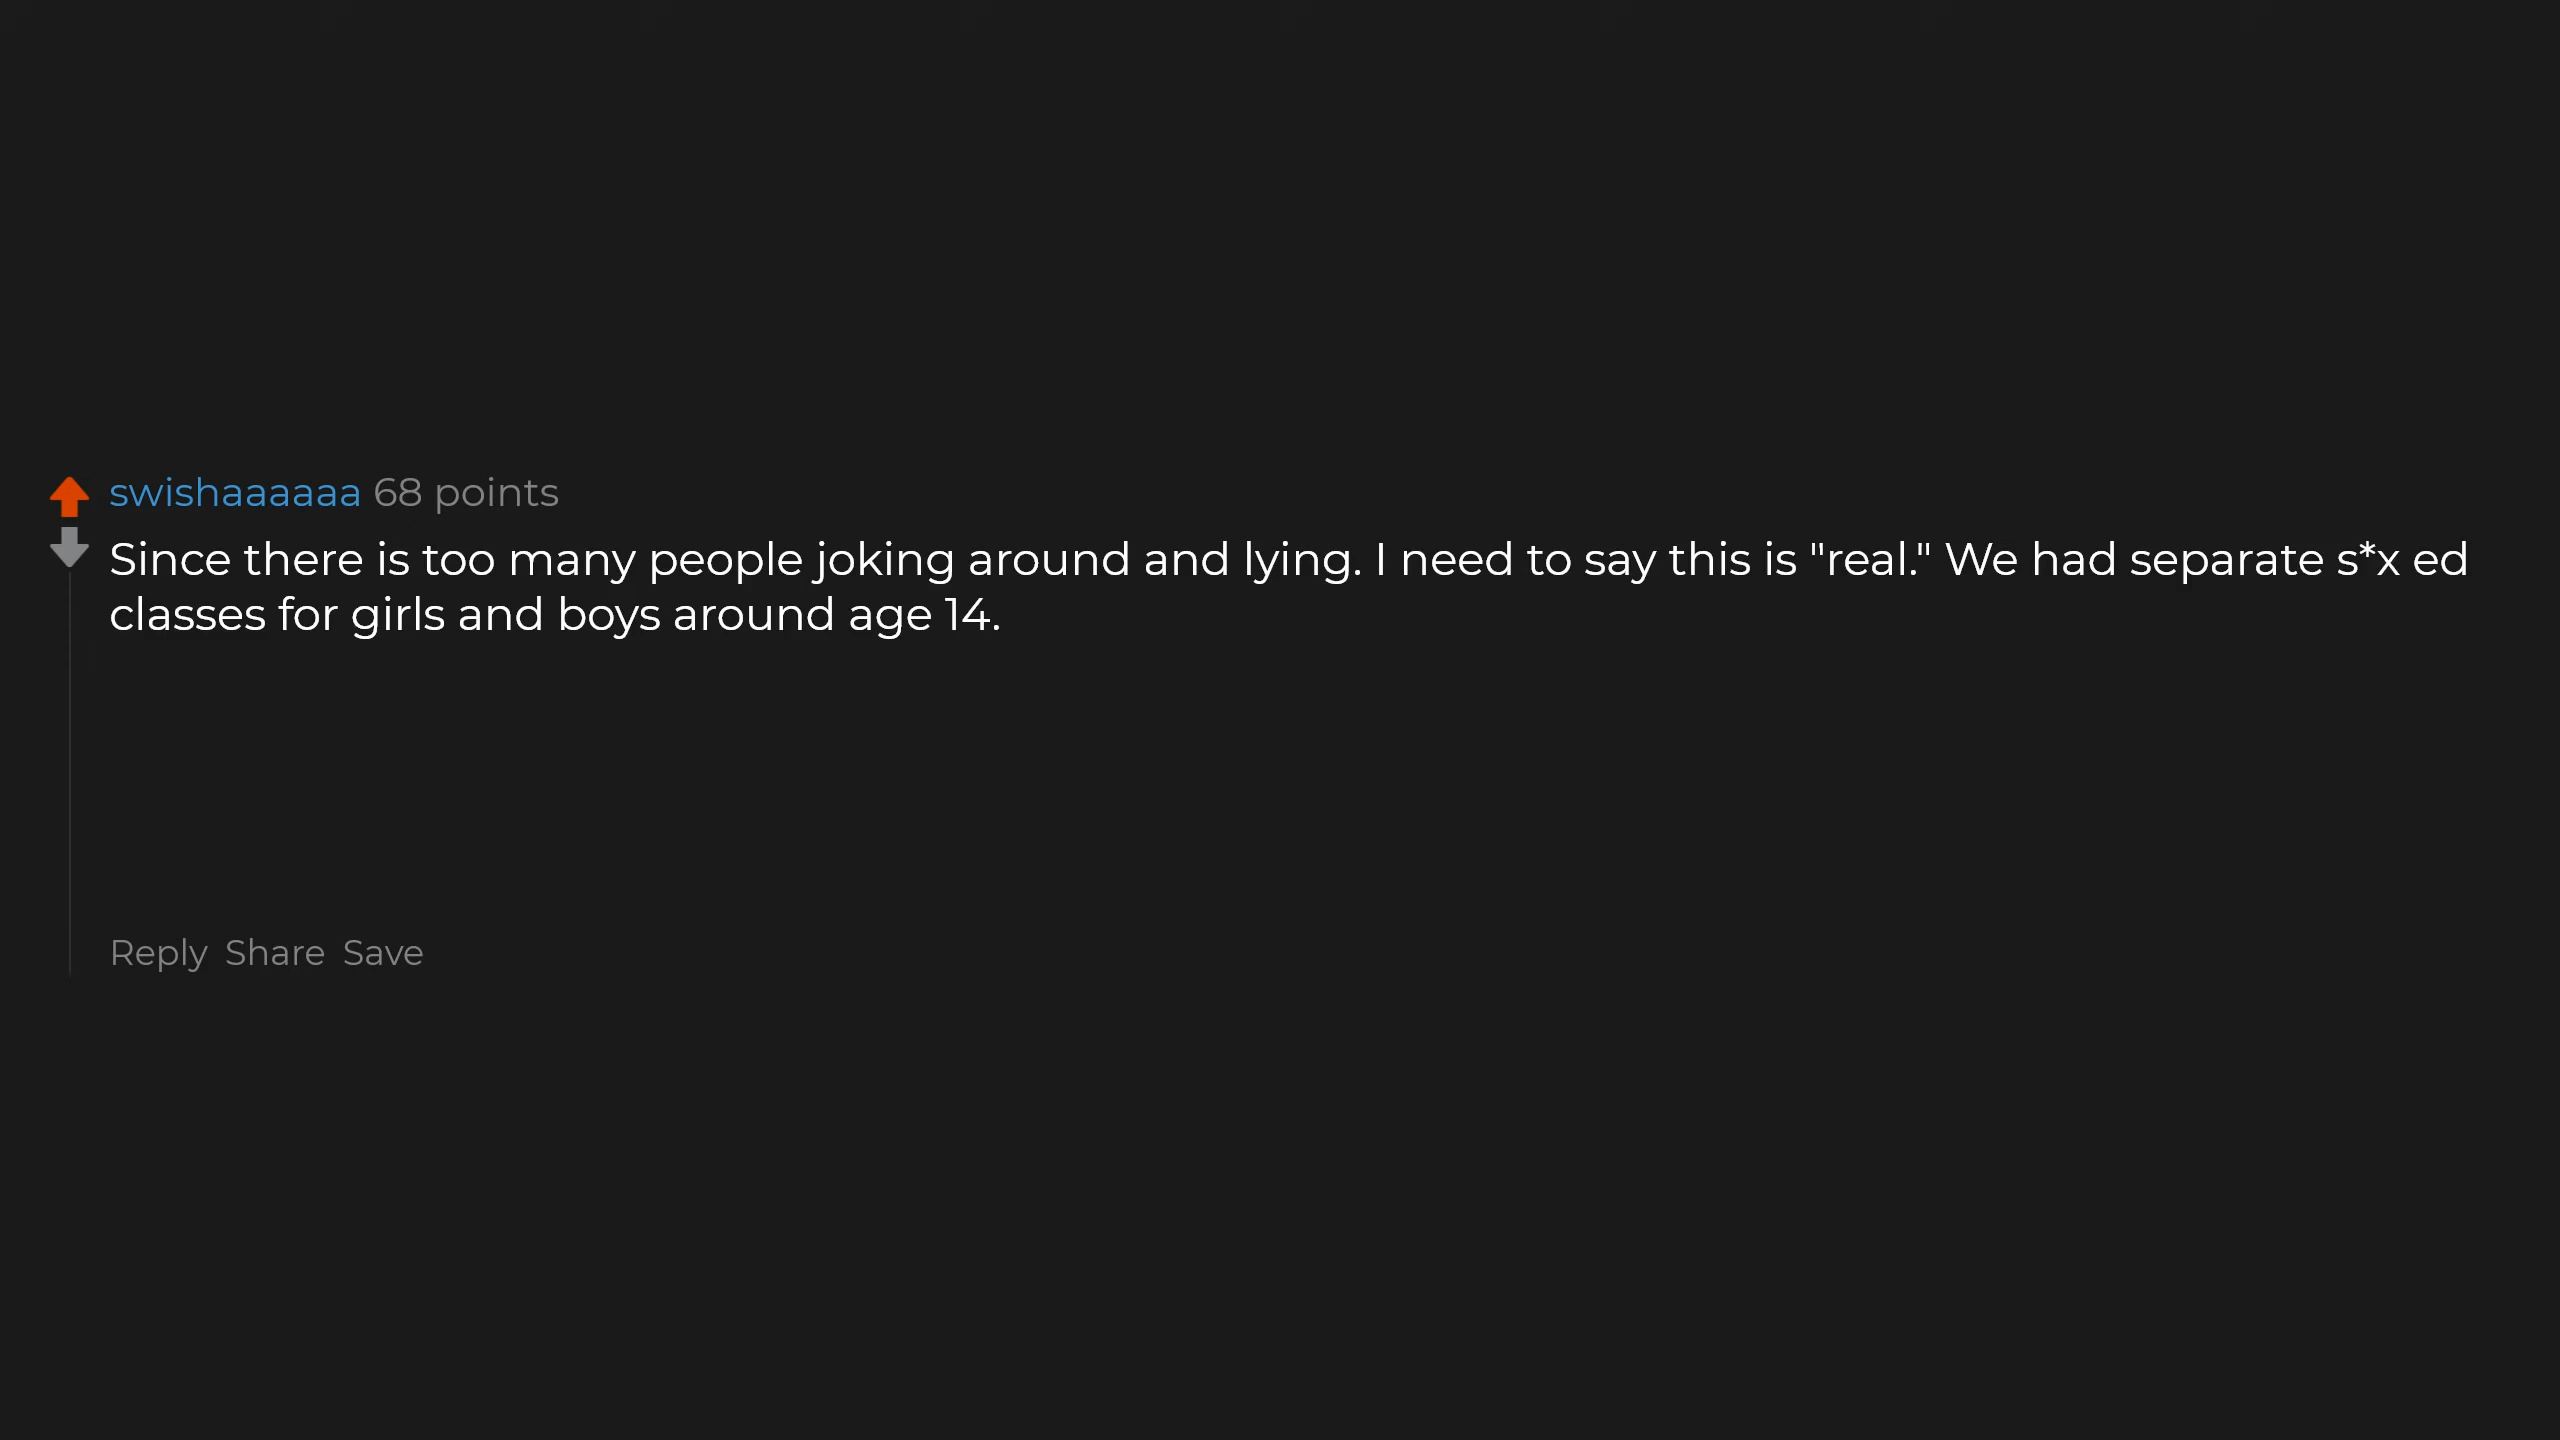 swishaaaaaa 68 points
Since there is too many people joking around and lying. I need to say this is "real." We had separate s*x ed
classes for girls and boys around age 14.
Reply Share Save